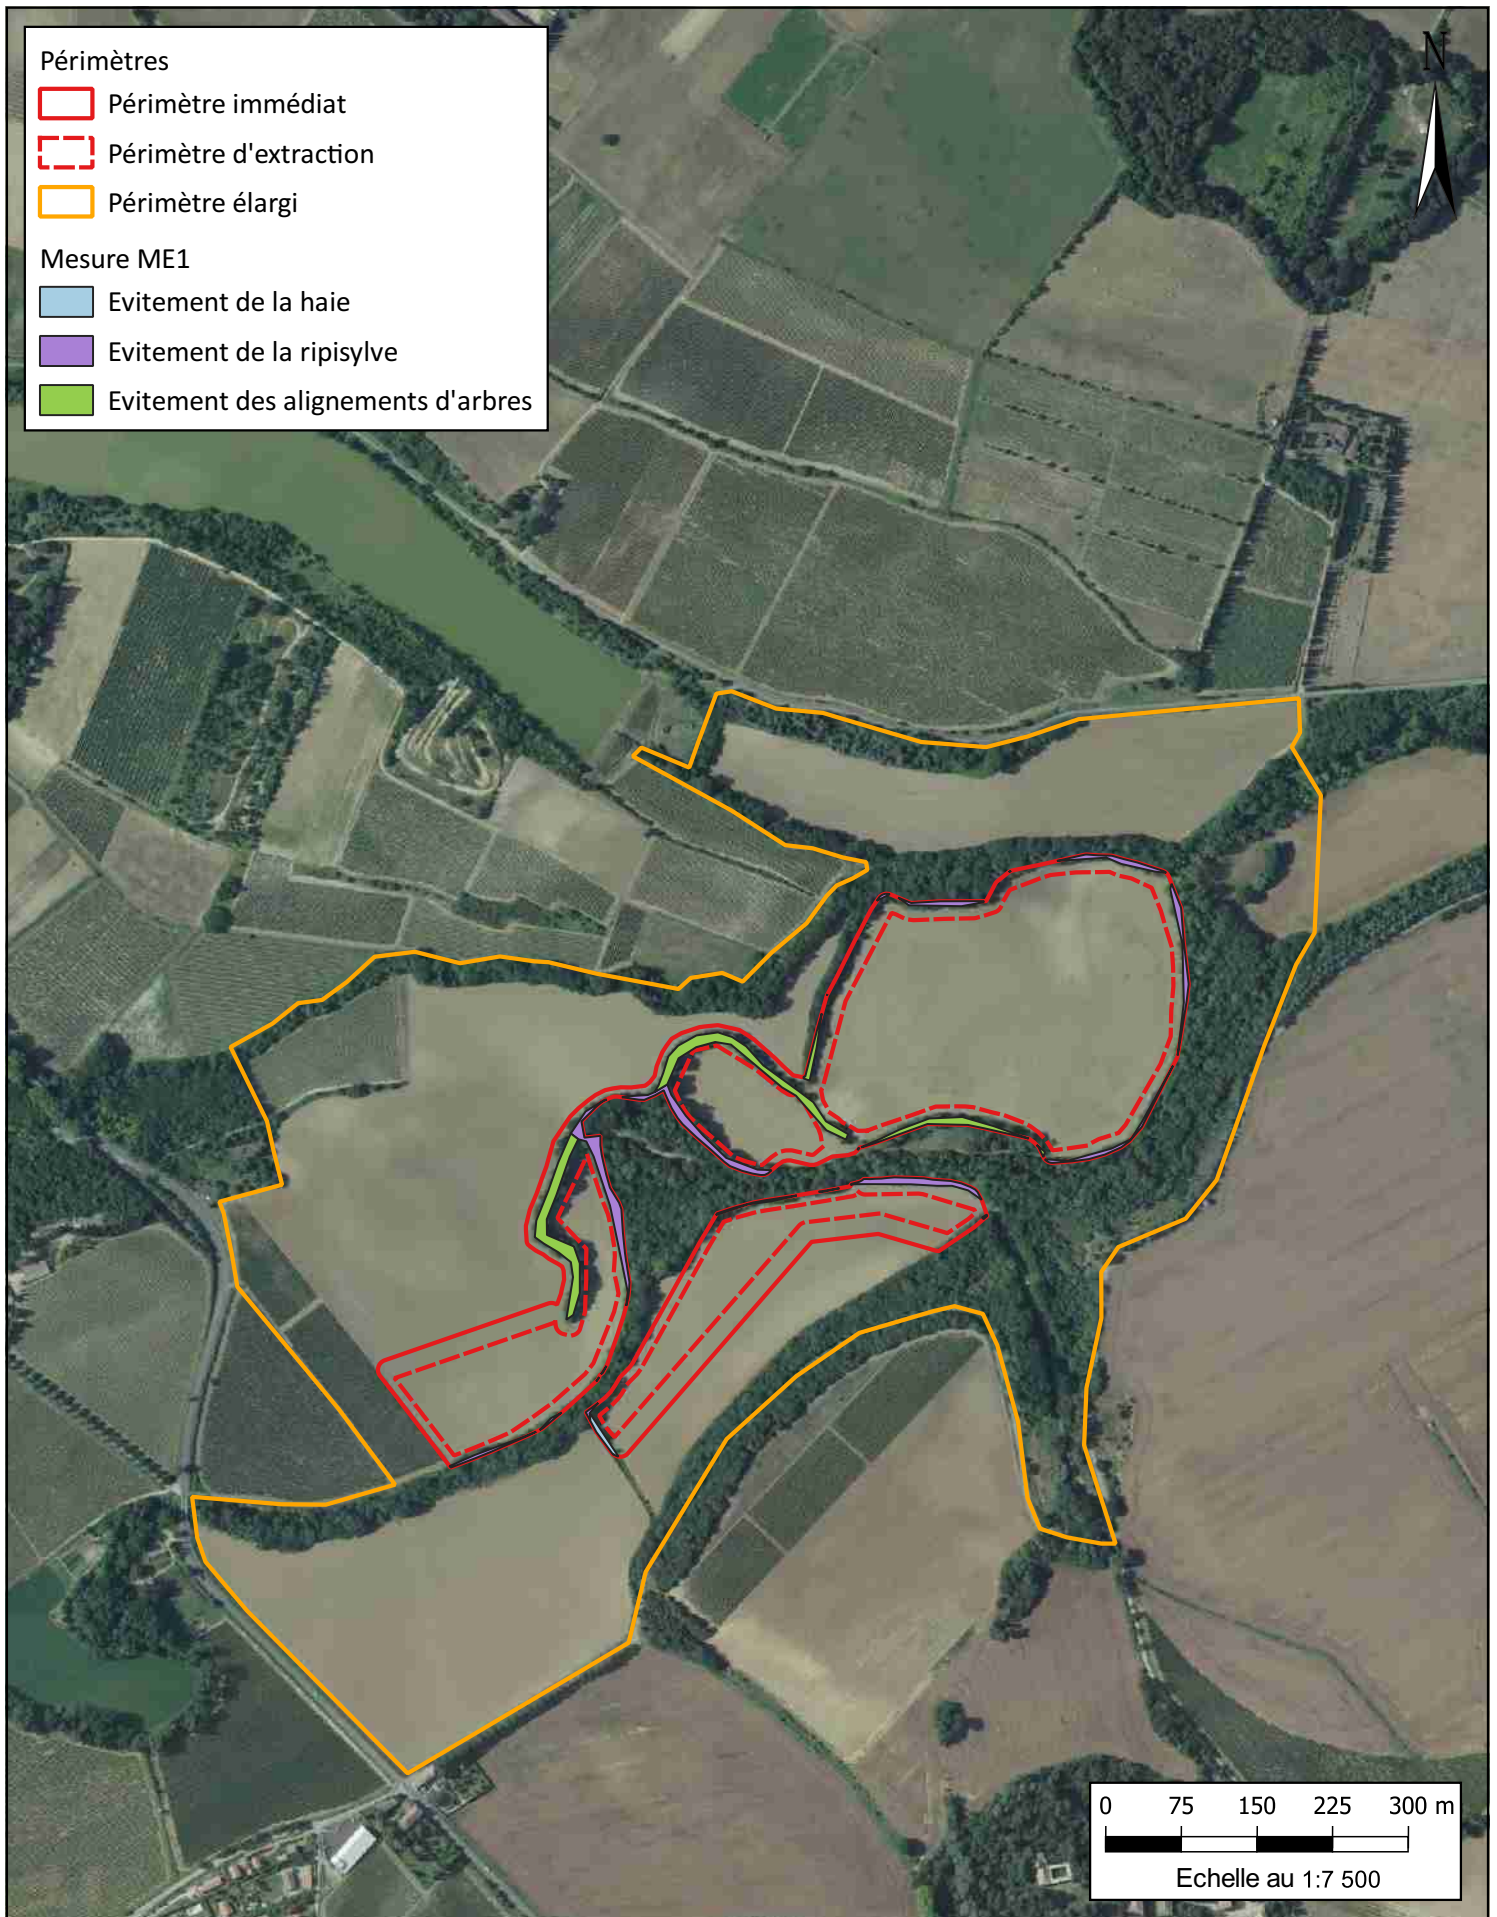 Périmètres
Périmètre immédiat
Périmètre d'extraction
Périmètre élargi
Mesure ME1
Evitement de la haie
Evitement de la ripisylve
Evitement des alignements d'arbres
N
0 75 150 225 300 m
Echelle au 1:7 500